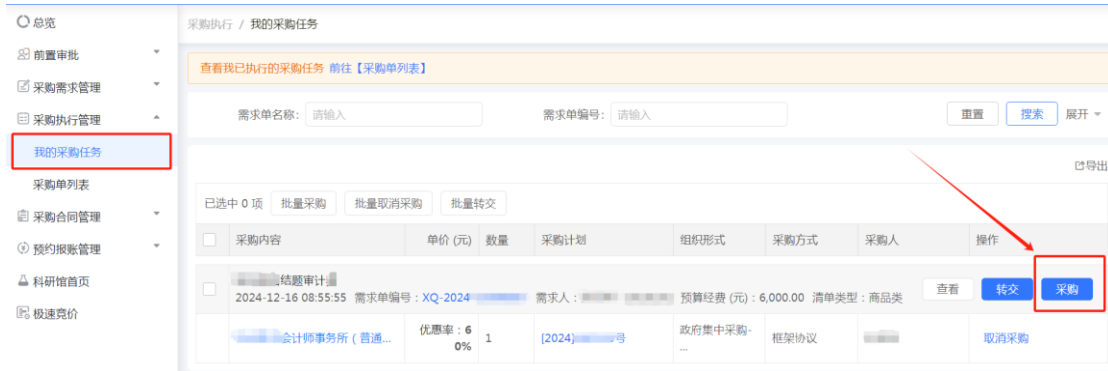 总览
采购执行 / 我的采购任务
前置审批
查看我已执行的采购任务 前往【采购单列表】
采购需求管理
需求单名称： 请输入 需求单编号： 请输入 重置 搜索 展开
采购执行管理
我的采购任务
导出
采购单列表
已选中 0 项 批量采购 批量取消采购 批量转交
采购合同管理
采购内容 单价 (元) 数量 采购计划 组织形式 采购方式 采购人 操作
预约报账管理
科研馆首页
结题审计
查看 转交 采购
2024-12-16 08:55:55 需求单编号：XQ-2024 需求人： 预算经费 (元)：6,000.00 清单类型：商品类
极速竞价
会计师事务所（普通... 优惠率：60% 1 [2024] 号 政府集中采购-... 框架协议 取消采购